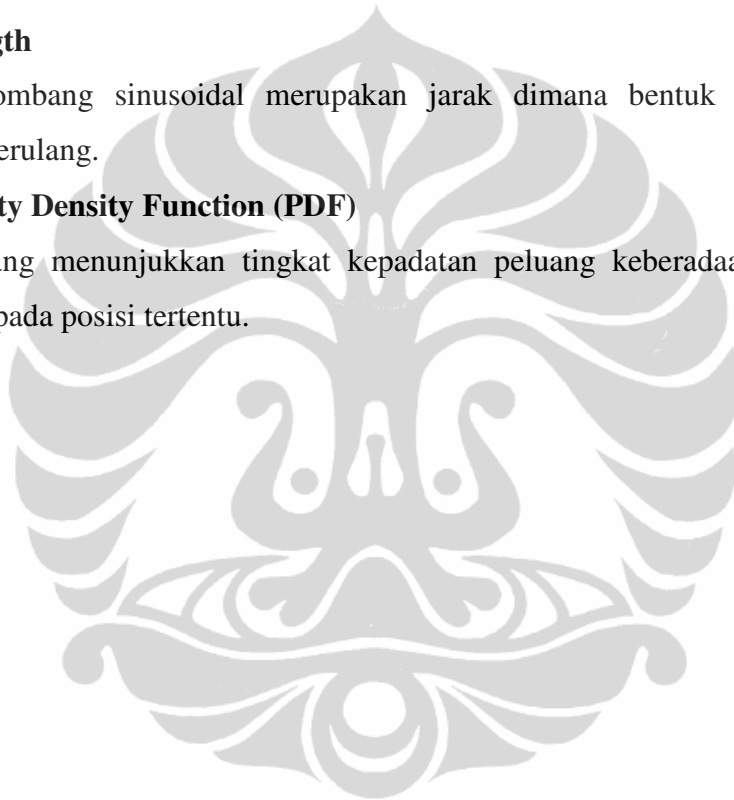 gth
ombang sinusoidal merupakan jarak dimana bentuk
erulang.
ty Density Function (PDF)
ang menunjukkan tingkat kepadatan peluang keberadaa
pada posisi tertentu.